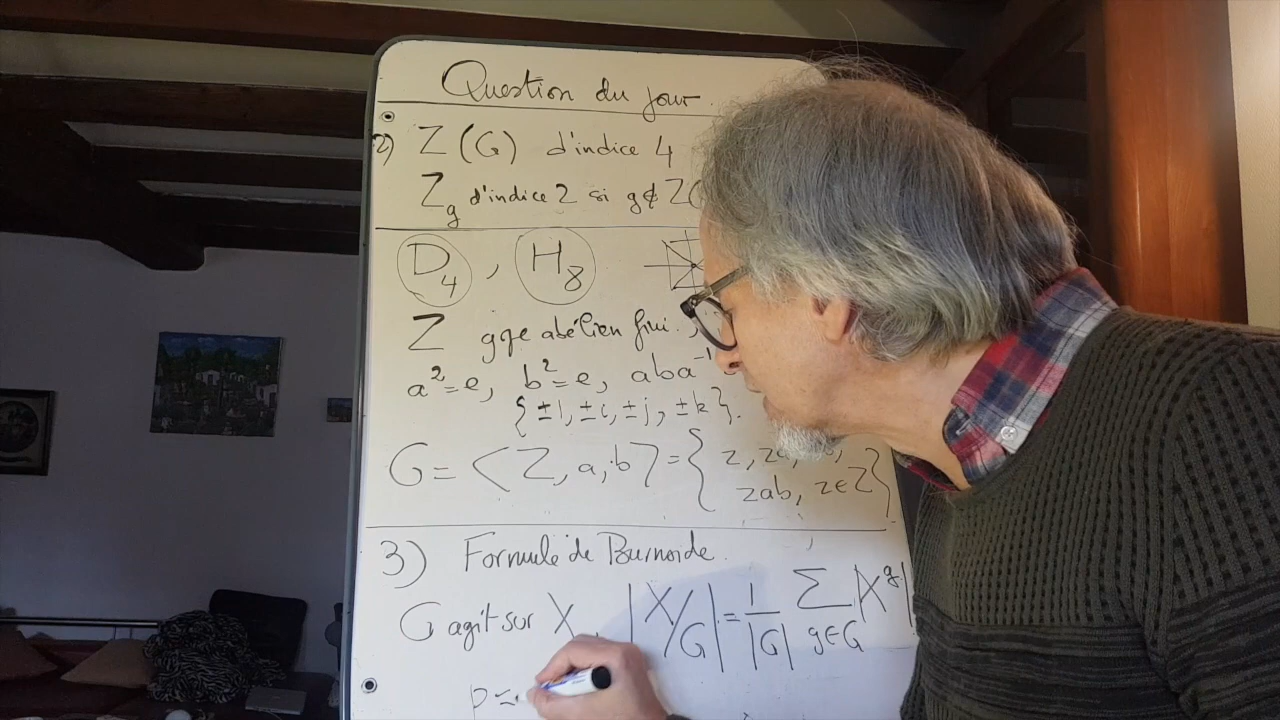 Question du jour.
2) Z(G) d'indice 4
Z_g d'indice 2 si g∉Z(
D_4, H_8
Z gpe abélien fini.,
a²=e, b²=e, aba⁻¹
{±1, ±i, ±j, ±k}.
G = <Z, a, b> = { z, za,
zab, z∈Z }
3) Formule de Burnside.
G agit sur X, |X/G| = 1/|G| ∑_{g∈G} |X^g|
p